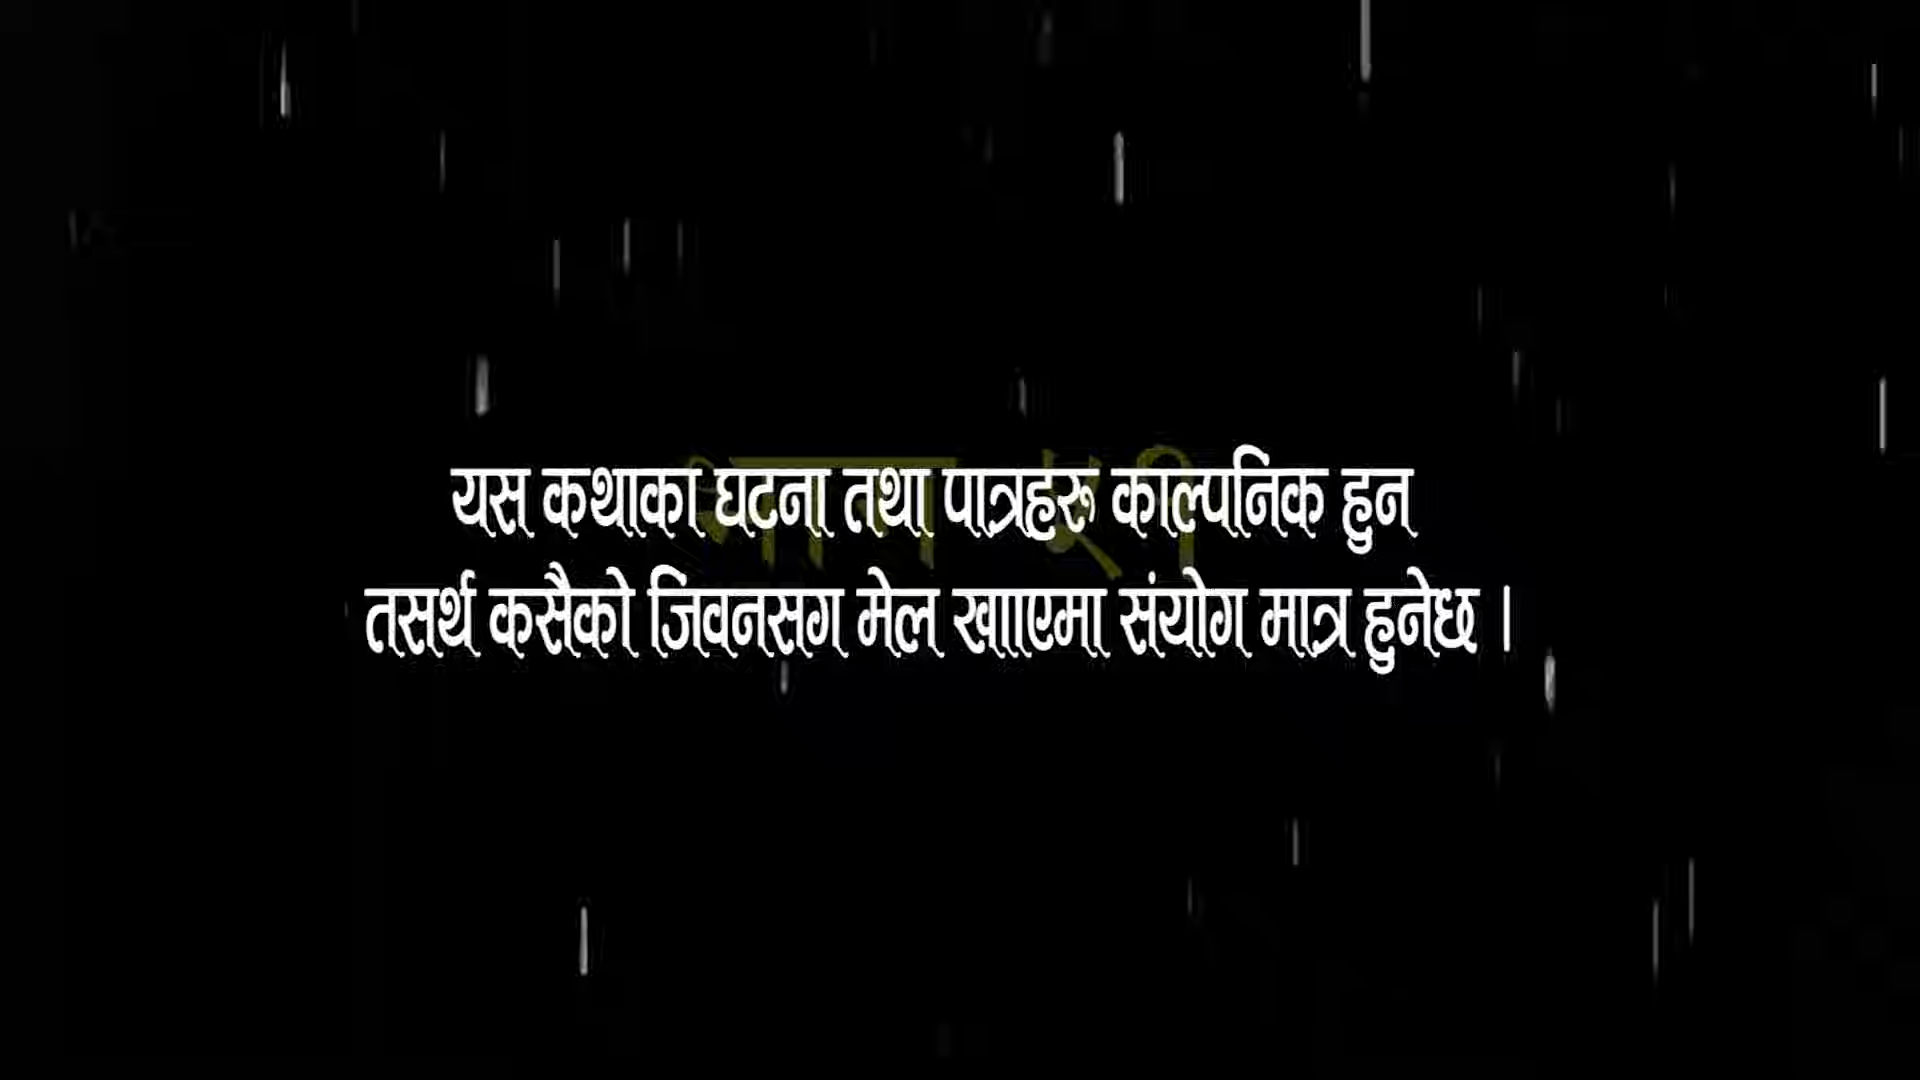 यस कथाका घटना तथा पात्रहरु काल्पनिक हुन्
तसर्थ कसैको जिवनसग मेल खााएमा संयोग मात्र हुनेछ ।